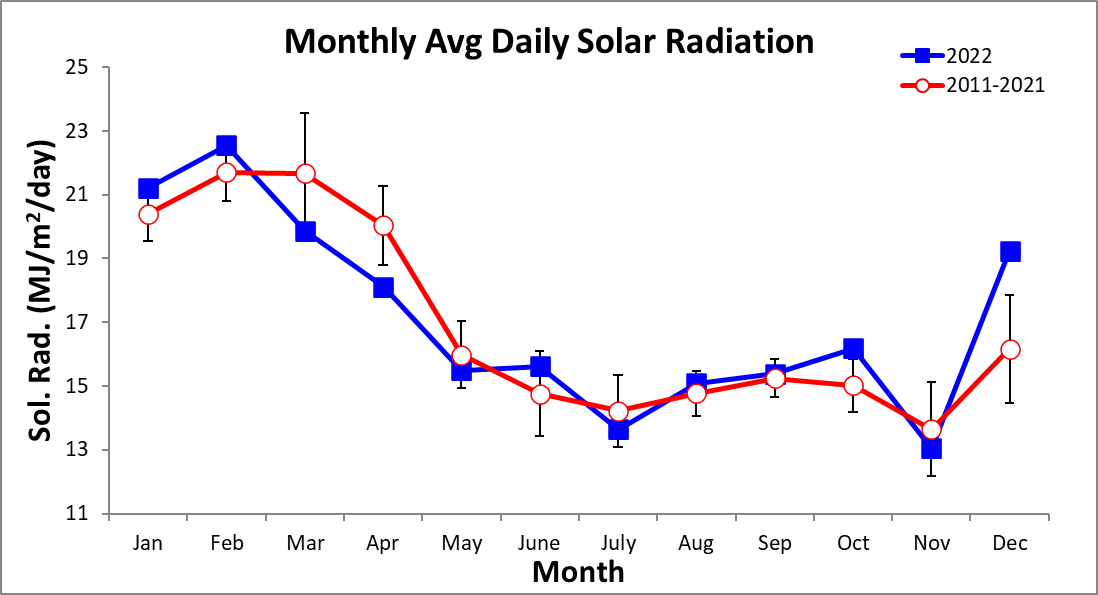 Monthly Avg Daily Solar Radiation
2022
2011-2021
Sol. Rad. (MJ/m²/day)
25
23
21
19
17
15
13
11
Jan Feb Mar Apr May June July Aug Sep Oct Nov Dec
Month